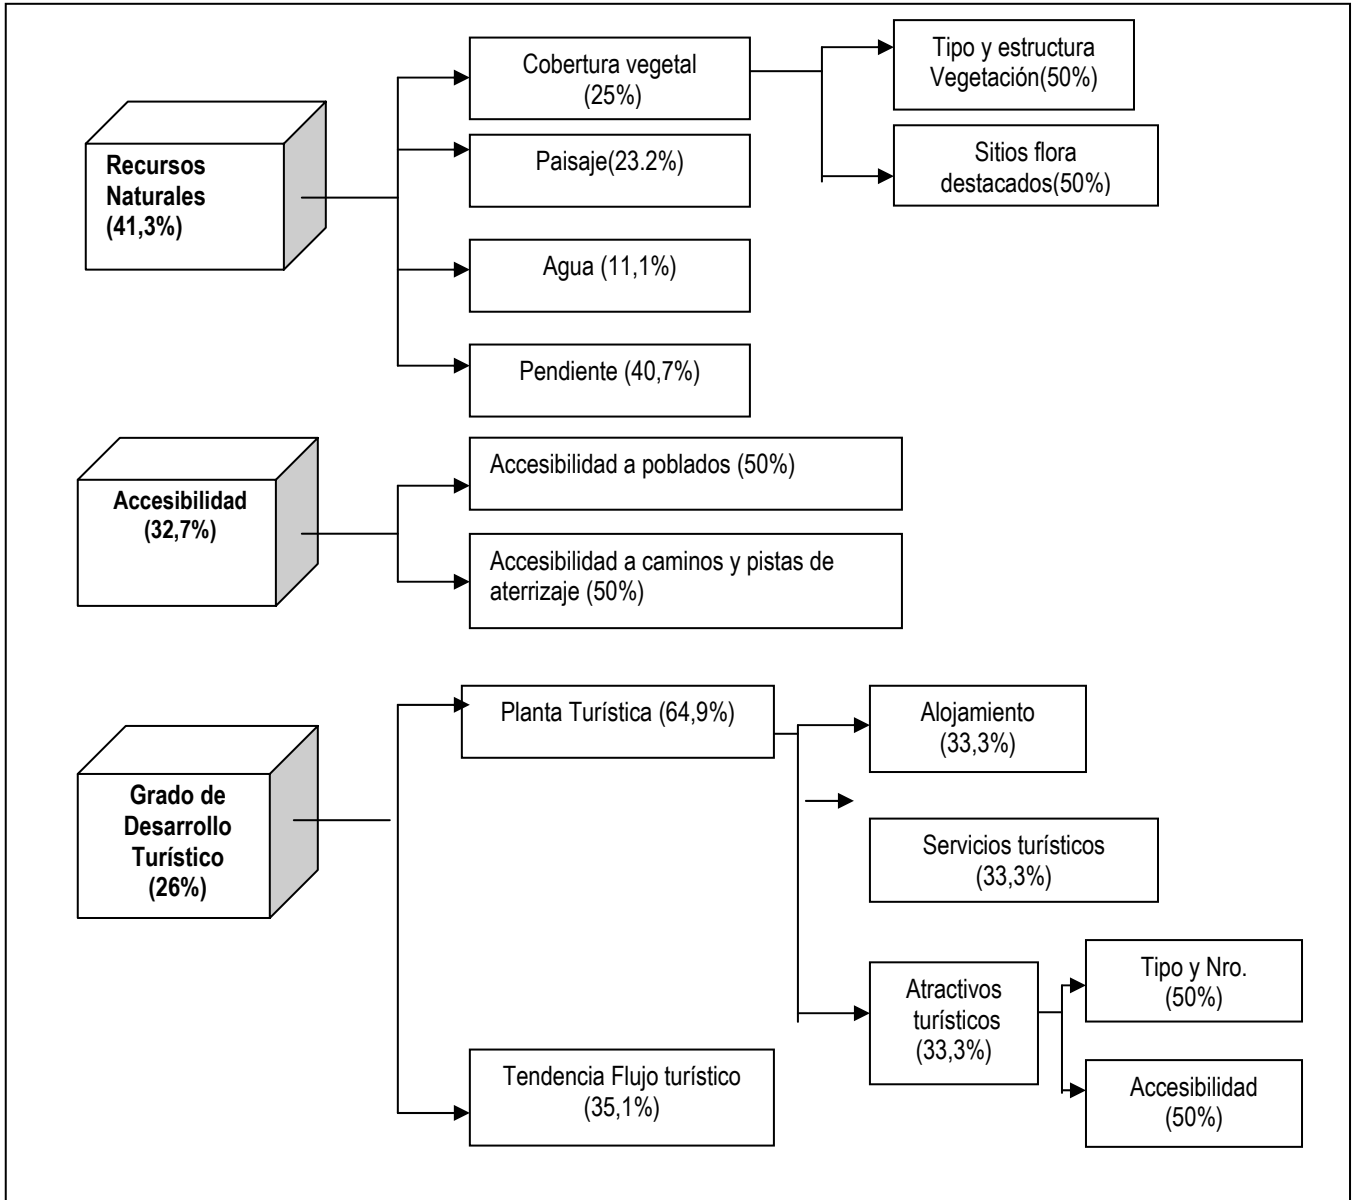 Recursos
Naturales
(41,3%)
Cobertura vegetal
(25%)
Tipo y estructura
Vegetación(50%)
Sitios flora
destacados(50%)
Paisaje(23.2%)
Agua (11,1%)
Pendiente (40,7%)
Accesibilidad
(32,7%)
Accesibilidad a poblados (50%)
Accesibilidad a caminos y pistas de
aterrizaje (50%)
Grado de
Desarrollo
Turístico
(26%)
Planta Turística (64,9%)
Alojamiento
(33,3%)
Servicios turísticos
(33,3%)
Atractivos
turísticos
(33,3%)
Tipo y Nro.
(50%)
Accesibilidad
(50%)
Tendencia Flujo turístico
(35,1%)